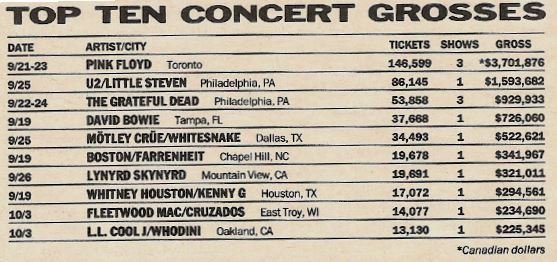 TOP TEN CONCERT GROSSES
DATE ARTIST/CITY TICKETS SHOWS GROSS
9/21-23 PINK FLOYD Toronto 146,599 3 *$3,701,876
9/25 U2/LITTLE STEVEN Philadelphia, PA 86,145 1 $1,593,682
9/22-24 THE GRATEFUL DEAD Philadelphia, PA 53,858 3 $929,933
9/19 DAVID BOWIE Tampa, FL 37,668 1 $726,060
9/25 MÖTLEY CRÜE/WHITESNAKE Dallas, TX 34,493 1 $522,621
9/19 BOSTON/FARRENHEIT Chapel Hill, NC 19,678 1 $341,967
9/26 LYNYRD SKYNYRD Mountain View, CA 19,691 1 $321,011
9/19 WHITNEY HOUSTON/KENNY G Houston, TX 17,072 1 $294,561
10/3 FLEETWOOD MAC/CRUZADOS East Troy, WI 14,077 1 $234,690
10/3 L.L. COOL J/WHODINI Oakland, CA 13,130 1 $225,345
*Canadian dollars